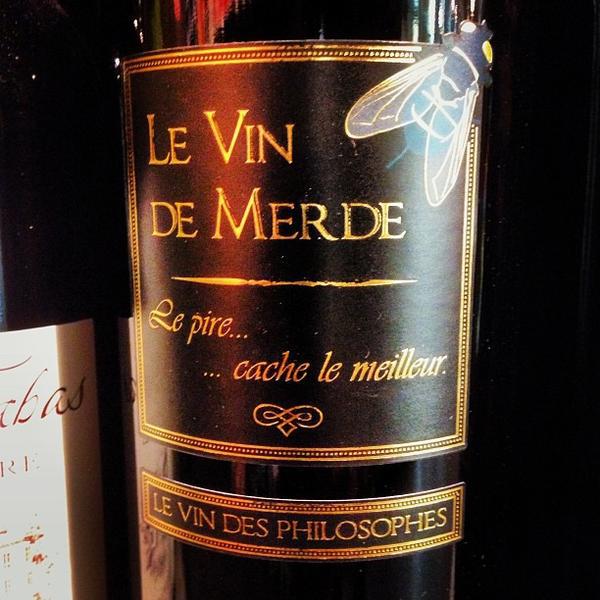 LE VIN
DE MERDE
Le pire...
... cache le meilleur.
LE VIN DES PHILOSOPHES